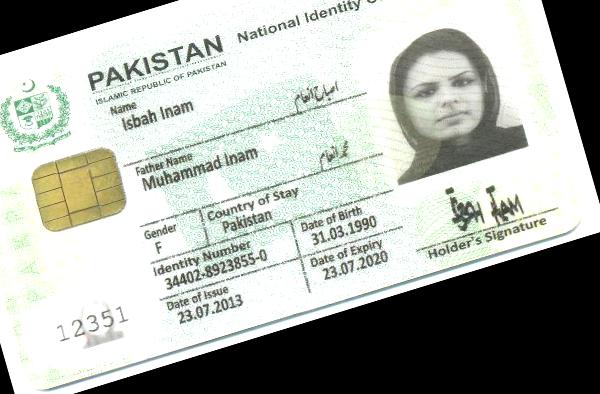 PAKISTAN National Identity
ISLAMIC REPUBLIC OF PAKISTAN
Name
Isbah Inam
اصباح انعام
Father Name
Muhammad Inam
محمد انعام
Gender
F
Country of Stay
Pakistan
Identity Number
34402-8923855-0
Date of Birth
31.03.1990
Date of Issue
23.07.2013
Date of Expiry
23.07.2020
Holder's Signature
12351